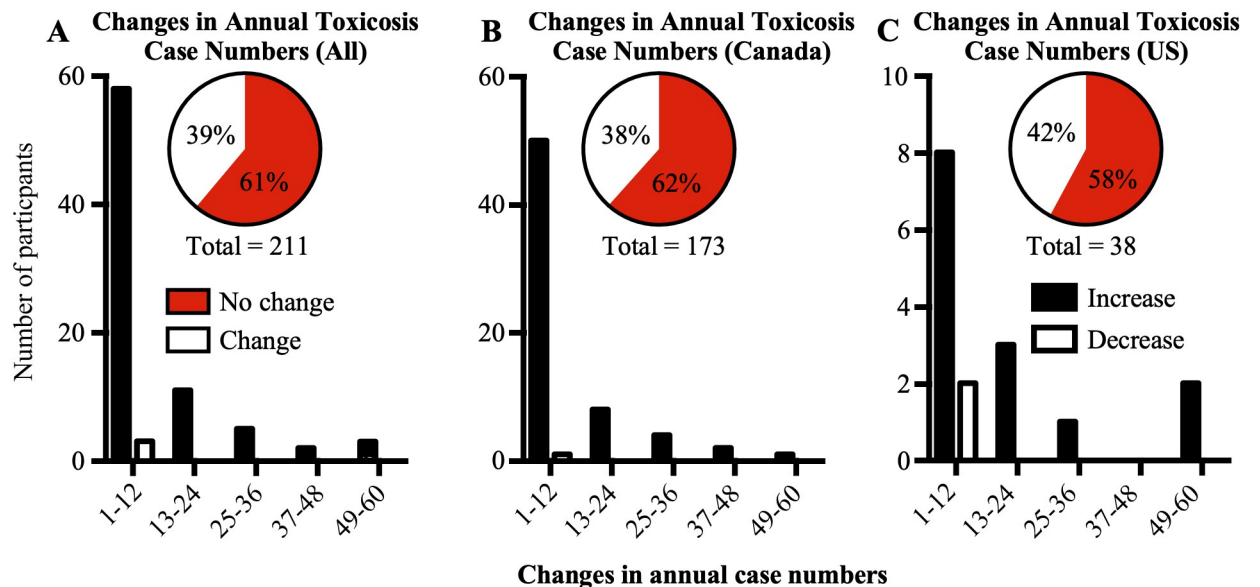 A
Changes in Annual Toxicosis
Case Numbers (All)
60
40
20
0
Number of particpants
39%
61%
Total = 211
No change
Change
1-12
13-24
25-36
37-48
49-60
B
Changes in Annual Toxicosis
Case Numbers (Canada)
60
40
20
0
38%
62%
Total = 173
1-12
13-24
25-36
37-48
49-60
C
Changes in Annual Toxicosis
Case Numbers (US)
10
8
6
4
2
0
42%
58%
Total = 38
Increase
Decrease
1-12
13-24
25-36
37-48
49-60
Changes in annual case numbers